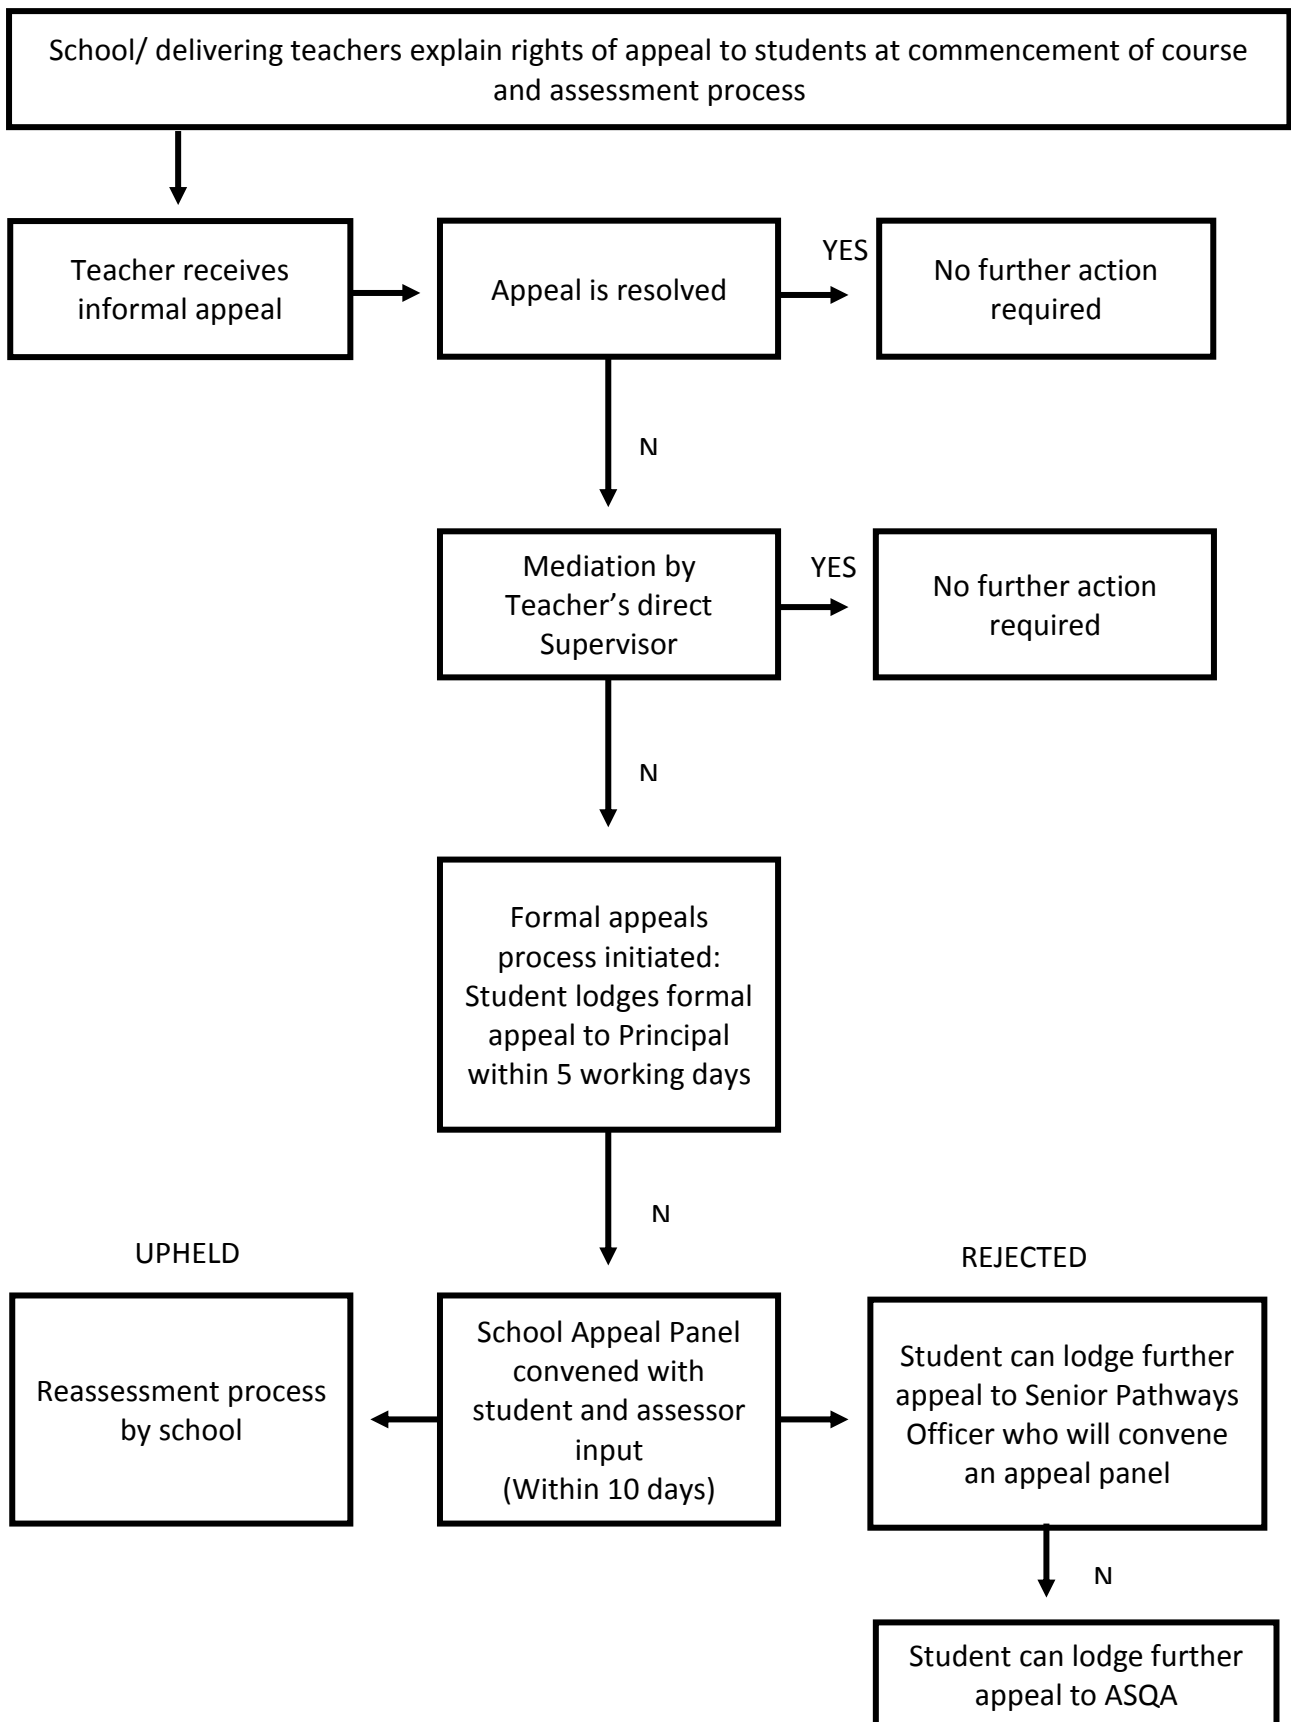 School/ delivering teachers explain rights of appeal to students at commencement of course
and assessment process
Teacher receives
informal appeal
Appeal is resolved
YES
No further action
required
N
Mediation by
Teacher’s direct
Supervisor
YES
No further action
required
N
Formal appeals
process initiated:
Student lodges formal
appeal to Principal
within 5 working days
N
UPHELD
REJECTED
Reassessment process
by school
School Appeal Panel
convened with
student and assessor
input
(Within 10 days)
Student can lodge further
appeal to Senior Pathways
Officer who will convene
an appeal panel
N
Student can lodge further
appeal to ASQA